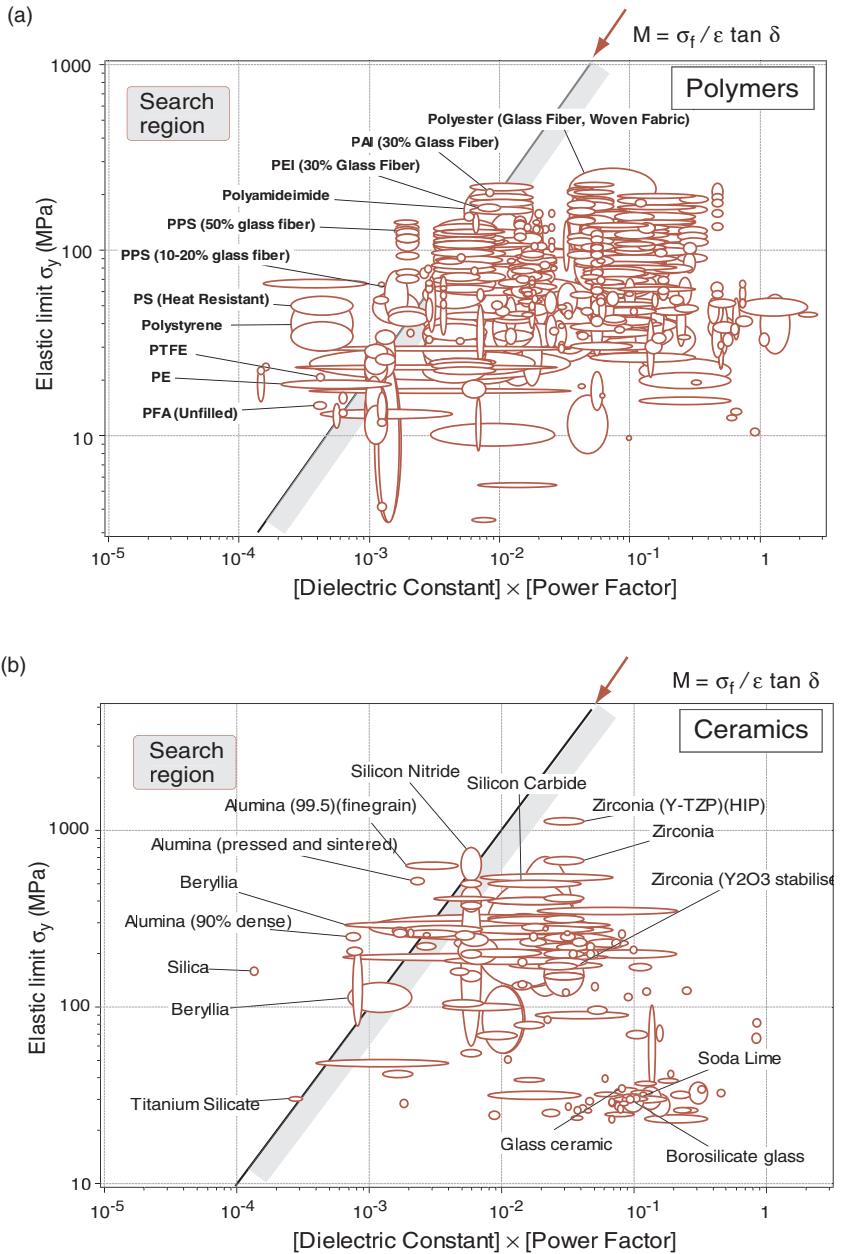 (a)
M = σf / ε tan δ
1000
Search
region
Polymers
Polyester (Glass Fiber, Woven Fabric)
PAI (30% Glass Fiber)
PEI (30% Glass Fiber)
Polyamideimide
PPS (50% glass fiber)
100
PPS (10-20% glass fiber)
PS (Heat Resistant)
Polystyrene
PTFE
PE
PFA (Unfilled)
10
Elastic limit σy (MPa)
10-5
10-4
10-3
10-2
10-1
1
[Dielectric Constant] × [Power Factor]
(b)
M = σf / ε tan δ
Search
region
Ceramics
Silicon Nitride
Silicon Carbide
Alumina (99.5)(finegrain)
Zirconia (Y-TZP)(HIP)
1000
Zirconia
Alumina (pressed and sintered)
Beryllia
Zirconia (Y2O3 stabilise
Alumina (90% dense)
Silica
100
Beryllia
Soda Lime
Titanium Silicate
Glass ceramic
Borosilicate glass
10
Elastic limit σy (MPa)
10-5
10-4
10-3
10-2
10-1
1
[Dielectric Constant] × [Power Factor]